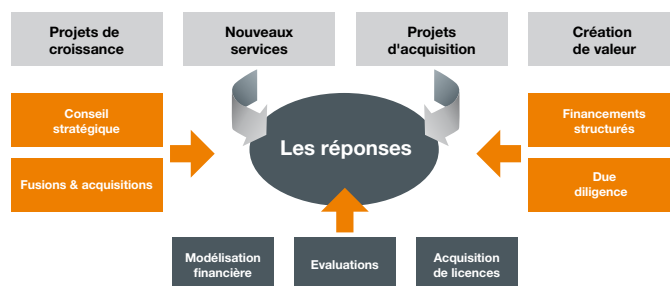 Projets de
croissance
Nouveaux
services
Projets
d'acquisition
Création
de valeur
Conseil
stratégique
Fusions & acquisitions
Les réponses
Financements
structurés
Due
diligence
Modélisation
financière
Evaluations
Acquisition
de licences